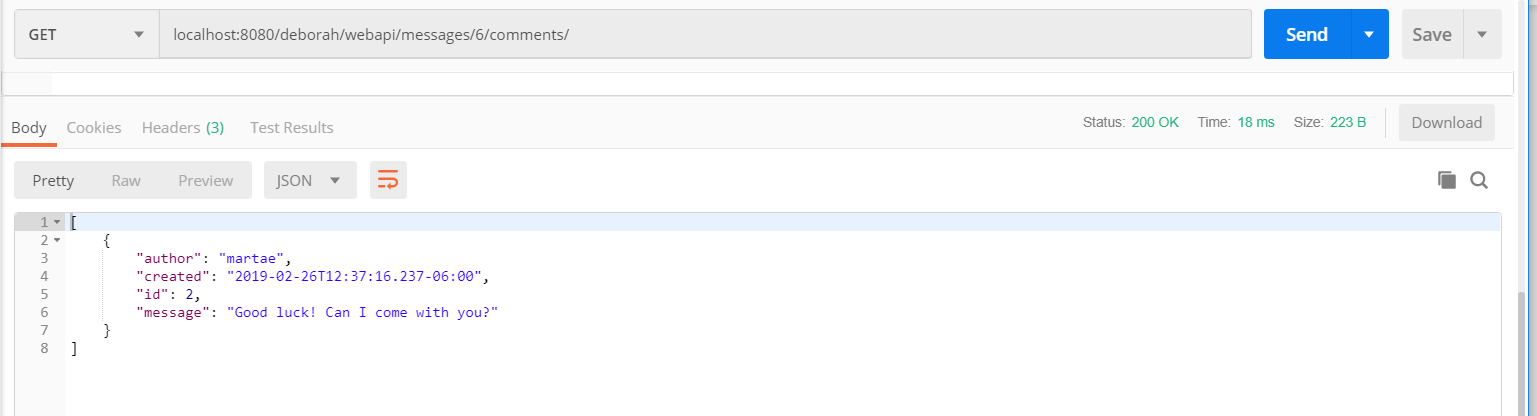 GET localhost:8080/deborah/webapi/messages/6/comments/ Send Save
Body Cookies Headers (3) Test Results Status: 200 OK Time: 18 ms Size: 223 B Download
Pretty Raw Preview JSON
1 [
2 {
3 "author": "martae",
4 "created": "2019-02-26T12:37:16.237-06:00",
5 "id": 2,
6 "message": "Good luck! Can I come with you?"
7 }
8 ]